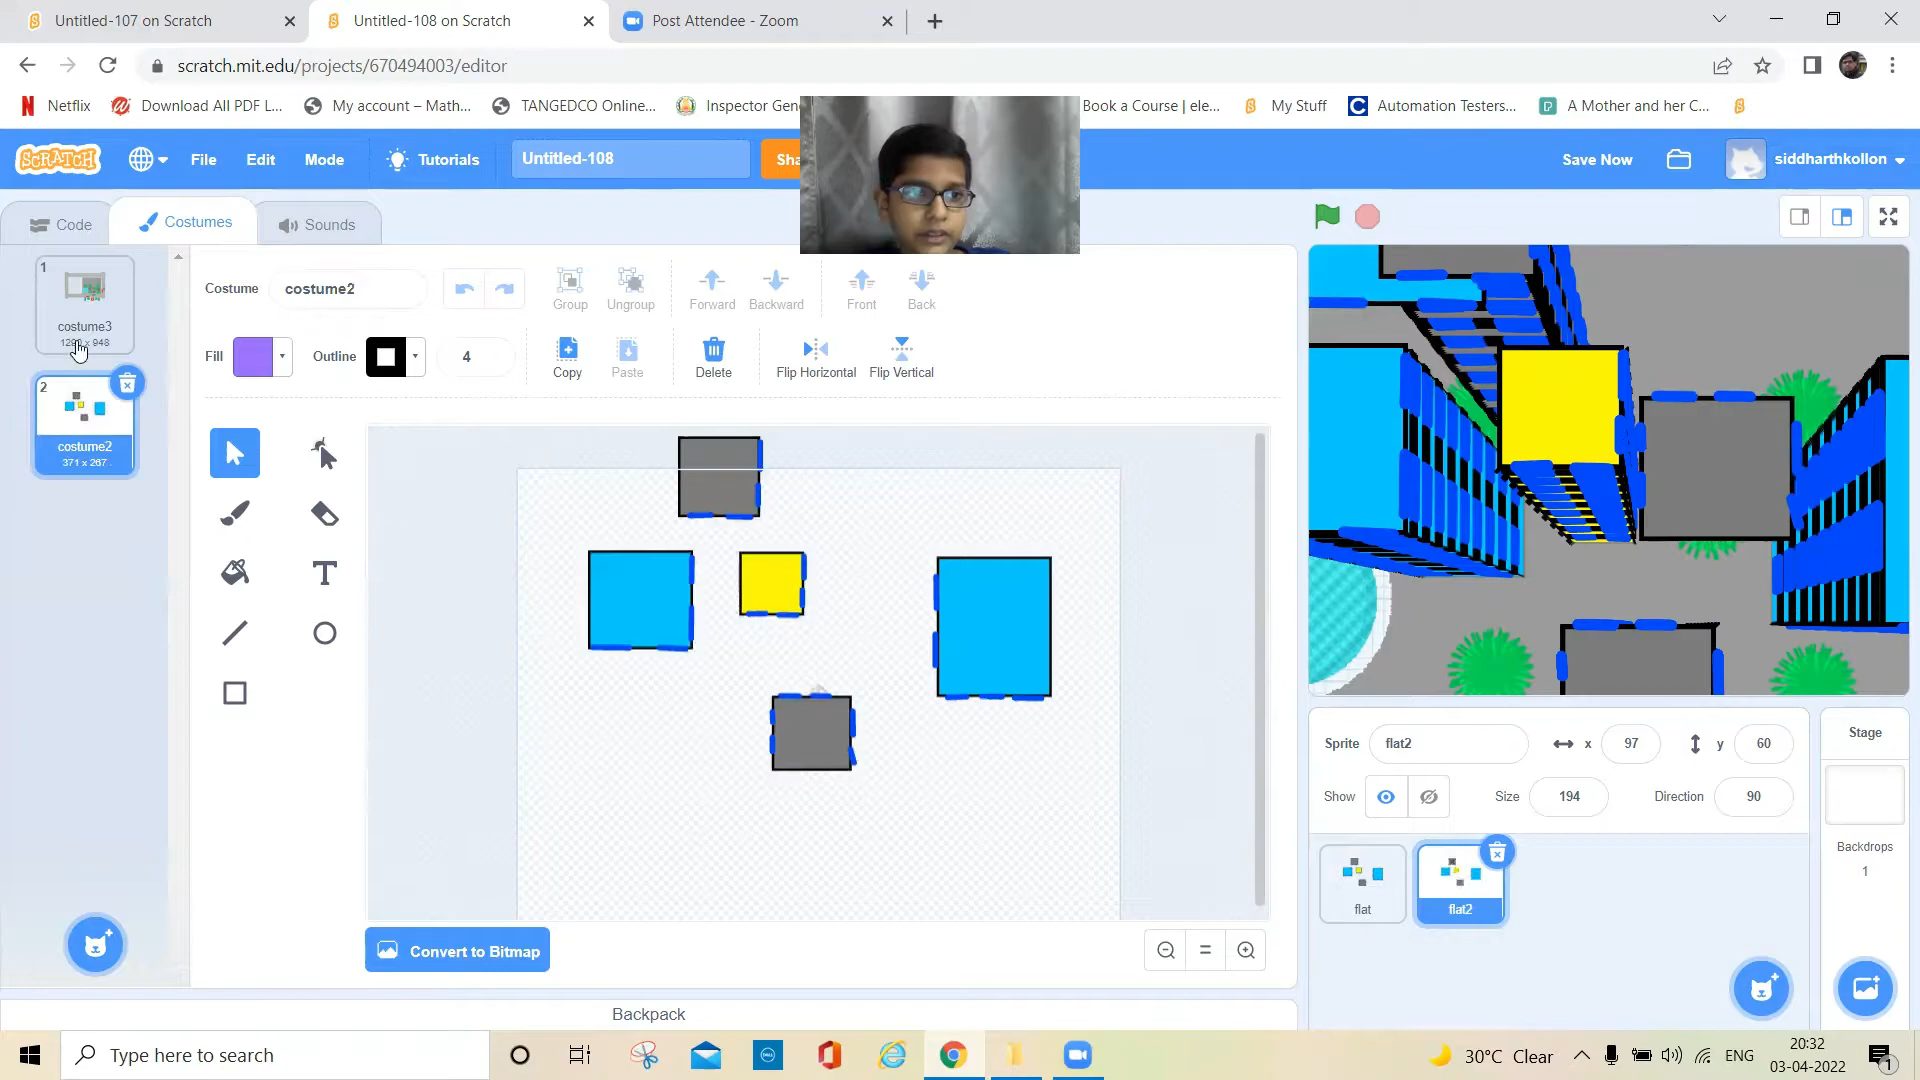 Untitled-107 on Scratch
Untitled-108 on Scratch
Post Attendee - Zoom
scratch.mit.edu/projects/670494003/editor
Netflix
Download All PDF L...
My account – Math...
TANGEDCO Online...
Inspector Gen
Book a Course | ele...
My Stuff
Automation Testers...
A Mother and her C...
SCRATCH
File
Edit
Mode
Tutorials
Untitled-108
Sha
Save Now
siddharthkollon
Code
Costumes
Sounds
1
costume3
2
costume2
371 x 267
Costume
costume2
Group
Ungroup
Forward
Backward
Front
Back
Fill
Outline
4
Copy
Paste
Delete
Flip Horizontal
Flip Vertical
T
Convert to Bitmap
Backpack
Sprite
flat2
x
97
y
60
Show
Size
194
Direction
90
Stage
Backdrops
1
flat
flat2
Type here to search
DELL
30°C Clear
ENG
20:32
03-04-2022
1